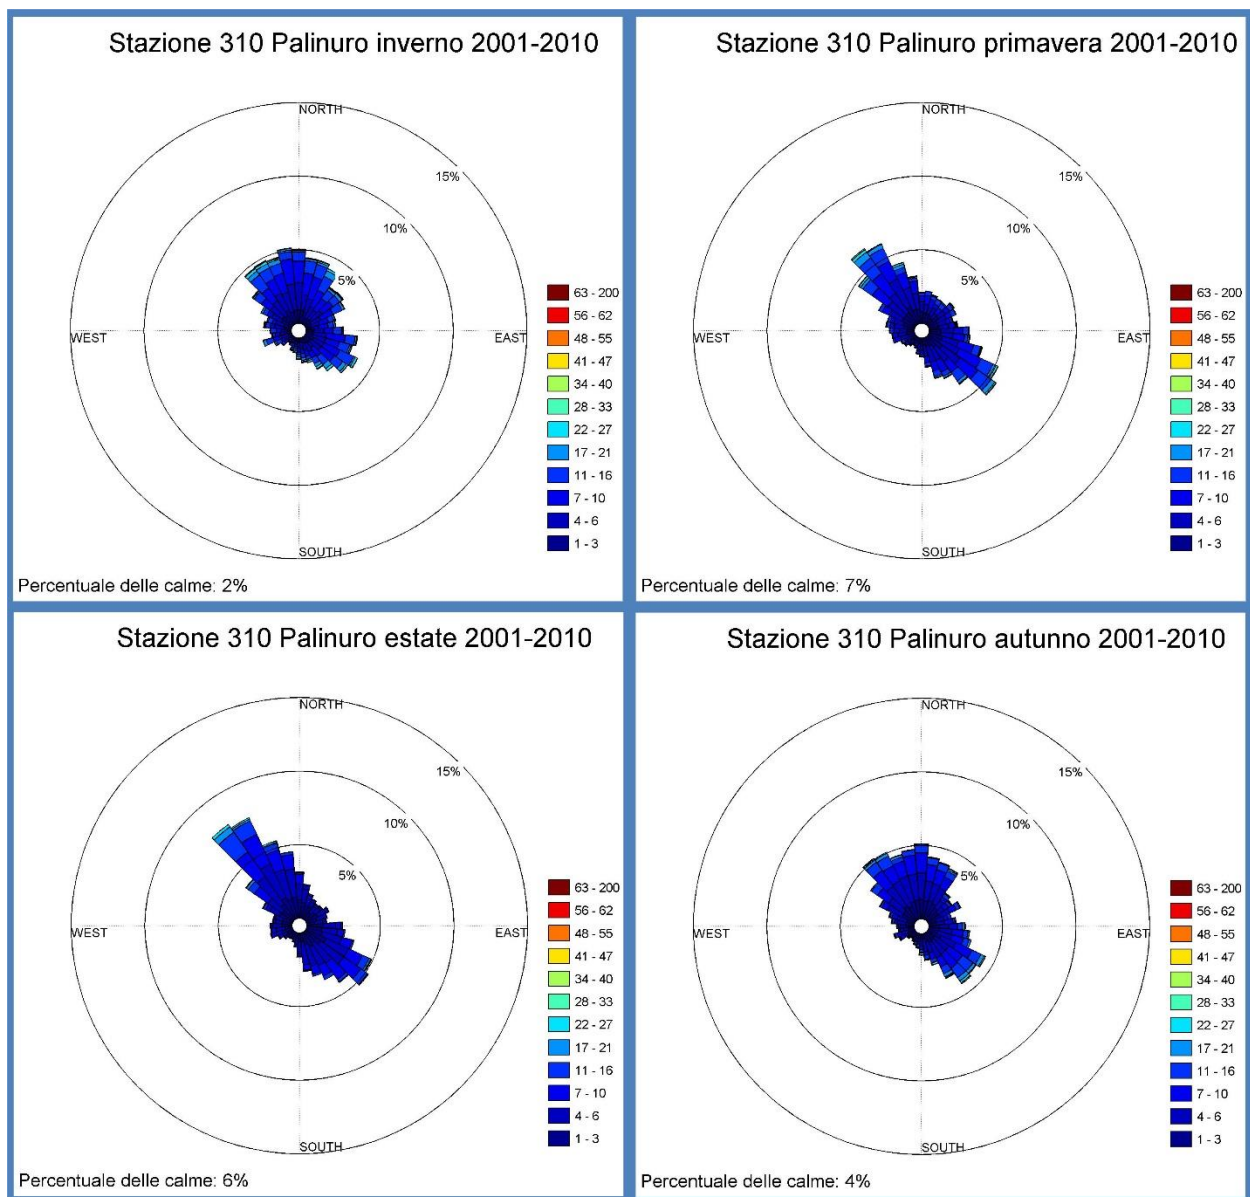 Stazione 310 Palinuro inverno 2001-2010
NORTH
15%
10%
5%
WEST
EAST
SOUTH
63 - 200
56 - 62
48 - 55
41 - 47
34 - 40
28 - 33
22 - 27
17 - 21
11 - 16
7 - 10
4 - 6
1 - 3
Percentuale delle calme: 2%
Stazione 310 Palinuro primavera 2001-2010
NORTH
15%
10%
5%
WEST
EAST
SOUTH
63 - 200
56 - 62
48 - 55
41 - 47
34 - 40
28 - 33
22 - 27
17 - 21
11 - 16
7 - 10
4 - 6
1 - 3
Percentuale delle calme: 7%
Stazione 310 Palinuro estate 2001-2010
NORTH
15%
10%
5%
WEST
EAST
SOUTH
63 - 200
56 - 62
48 - 55
41 - 47
34 - 40
28 - 33
22 - 27
17 - 21
11 - 16
7 - 10
4 - 6
1 - 3
Percentuale delle calme: 6%
Stazione 310 Palinuro autunno 2001-2010
NORTH
15%
10%
5%
WEST
EAST
SOUTH
63 - 200
56 - 62
48 - 55
41 - 47
34 - 40
28 - 33
22 - 27
17 - 21
11 - 16
7 - 10
4 - 6
1 - 3
Percentuale delle calme: 4%